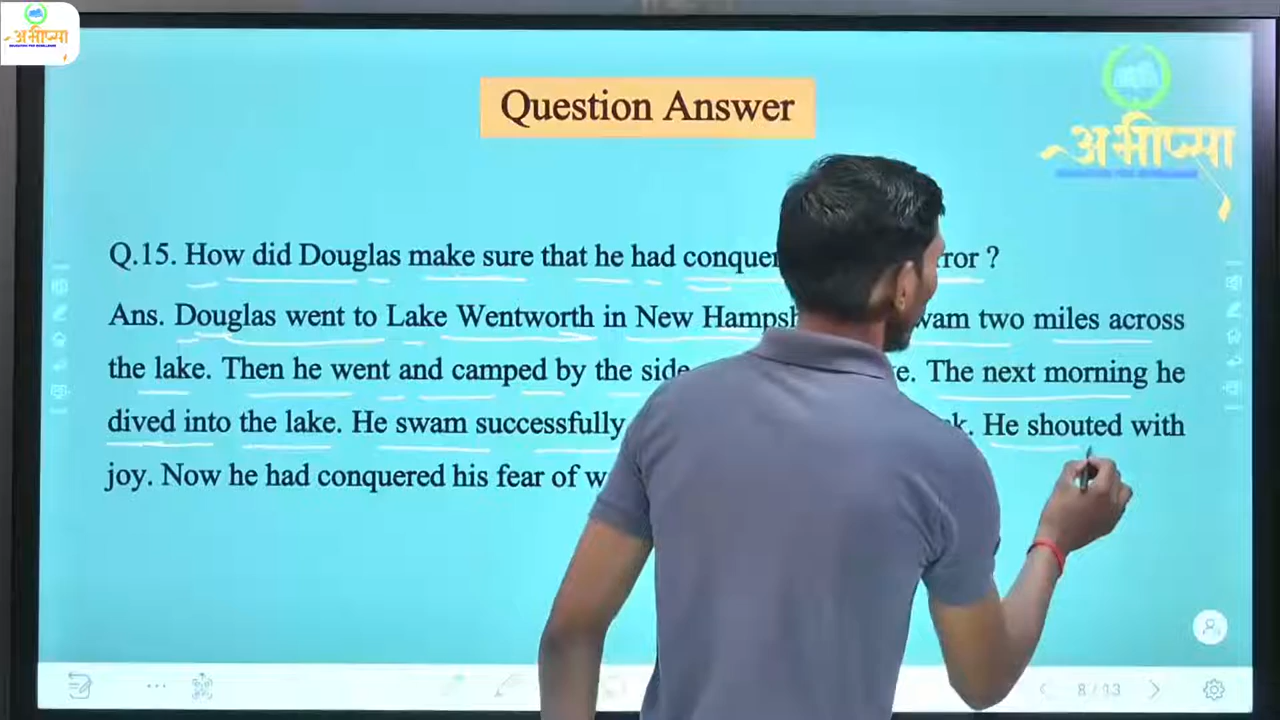 अभीप्सा
Question Answer
अभीप्सा
Q.15. How did Douglas make sure that he had conquer ?
Ans. Douglas went to Lake Wentworth in New two miles across
the lake. Then he went and camped by the side The next morning he
dived into the lake. He swam successfully He shouted with
joy. Now he had conquered his fear of
8 / 13